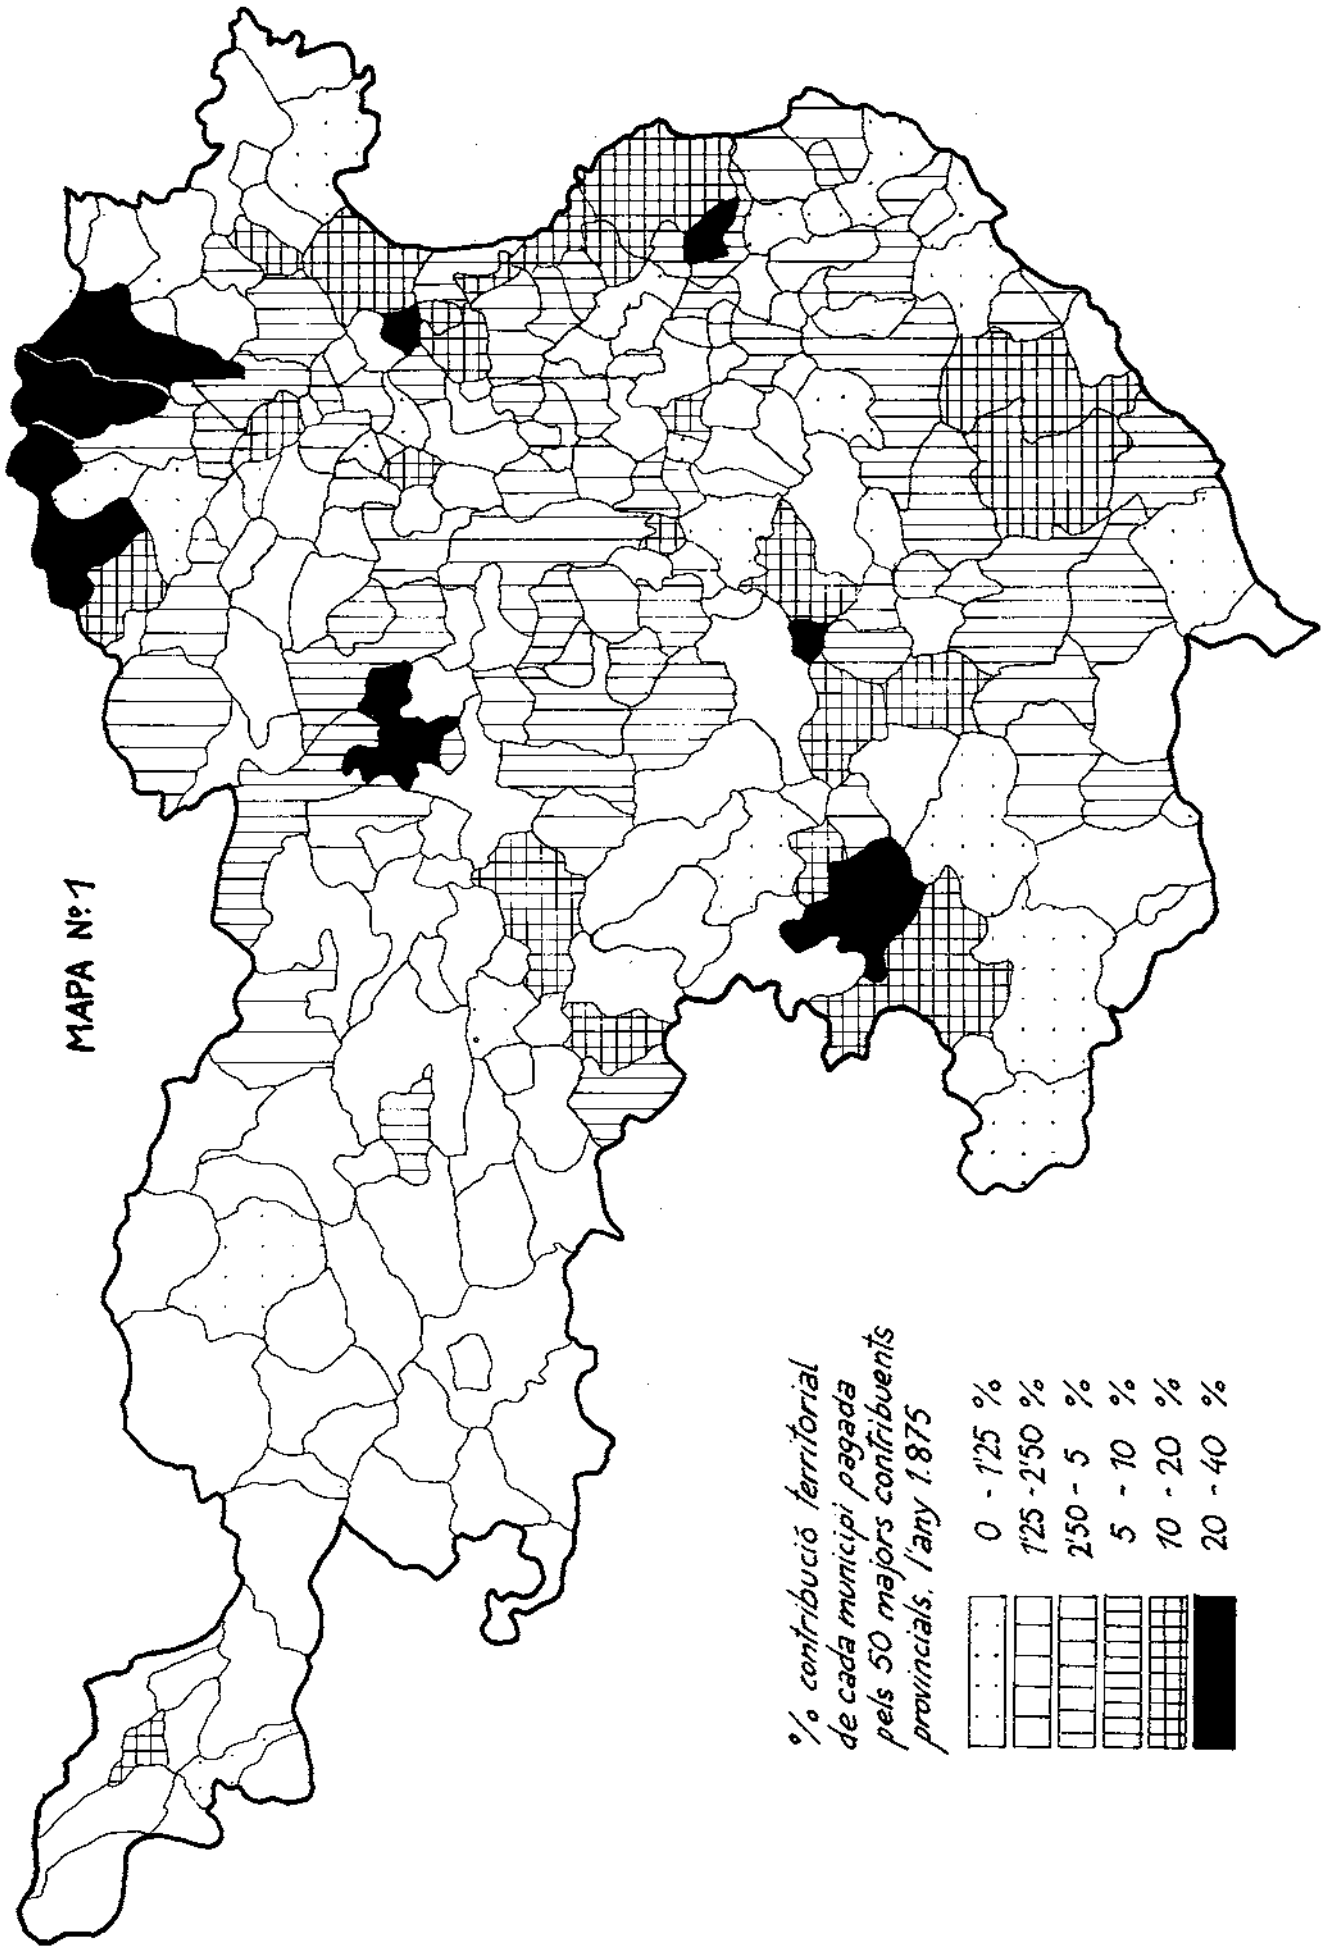 MAPA Nº:1
% contribució territorial
de cada municipi pagada
pels 50 majors contribuents
provincials. l'any 1.875
0 - 1'25 %
1'25 - 2'50 %
2'50 - 5 %
5 - 10 %
10 - 20 %
20 - 40 %